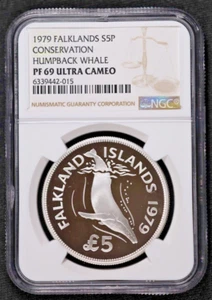 1979 FALKLANDS S5P
CONSERVATION
HUMPBACK WHALE
PF 69 ULTRA CAMEO
6339442-015
NUMISMATIC GUARANTY CORPORATION
NGC
FALKLAND ISLANDS 1979
£5